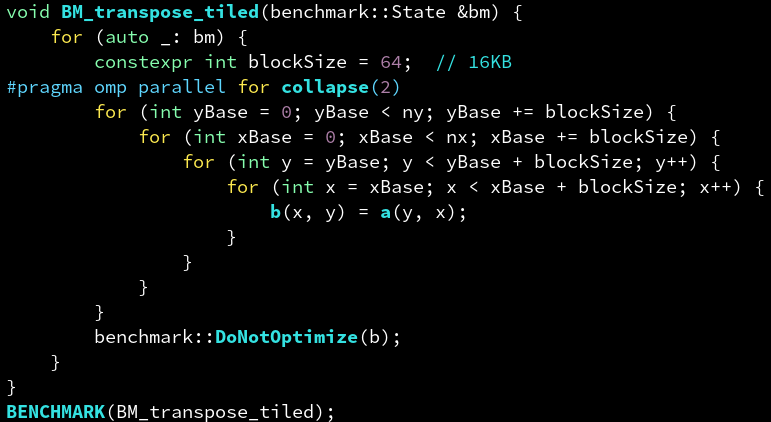 void BM_transpose_tiled(benchmark::State &bm) {
    for (auto _: bm) {
        constexpr int blockSize = 64;  // 16KB
#pragma omp parallel for collapse(2)
        for (int yBase = 0; yBase < ny; yBase += blockSize) {
            for (int xBase = 0; xBase < nx; xBase += blockSize) {
                for (int y = yBase; y < yBase + blockSize; y++) {
                    for (int x = xBase; x < xBase + blockSize; x++) {
                        b(x, y) = a(y, x);
                    }
                }
            }
        }
        benchmark::DoNotOptimize(b);
    }
}
BENCHMARK(BM_transpose_tiled);